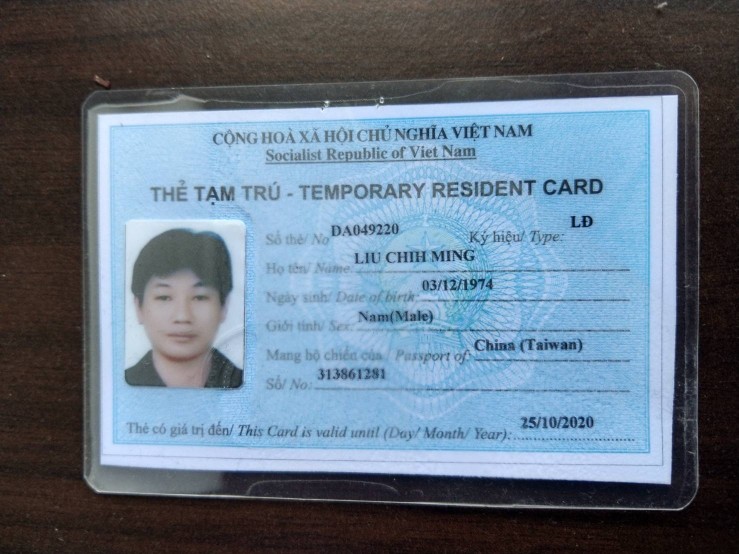 CỘNG HOÀ XÃ HỘI CHỦ NGHĨA VIỆT NAM
Socialist Republic of Viet Nam
THẺ TẠM TRÚ - TEMPORARY RESIDENT CARD
Số thẻ/ No DA049220 Ký hiệu/ Type: LĐ
Họ tên/ Name: LIU CHIH MING
Ngày sinh/ Date of birth: 03/12/1974
Giới tính/ Sex: Nam(Male)
Mang hộ chiếu của/ Passport of: China (Taiwan)
Số/ No: 313861281
Thẻ có giá trị đến/ This Card is valid until (Day/ Month/ Year): 25/10/2020